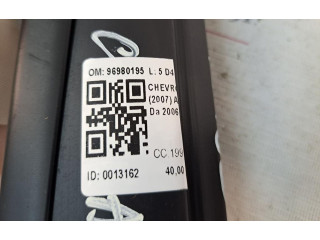 OM: 96980195 L: 5 D4
CHEVRO
(2007) A
Da 2006
CC 199
ID: 0013162 40,00